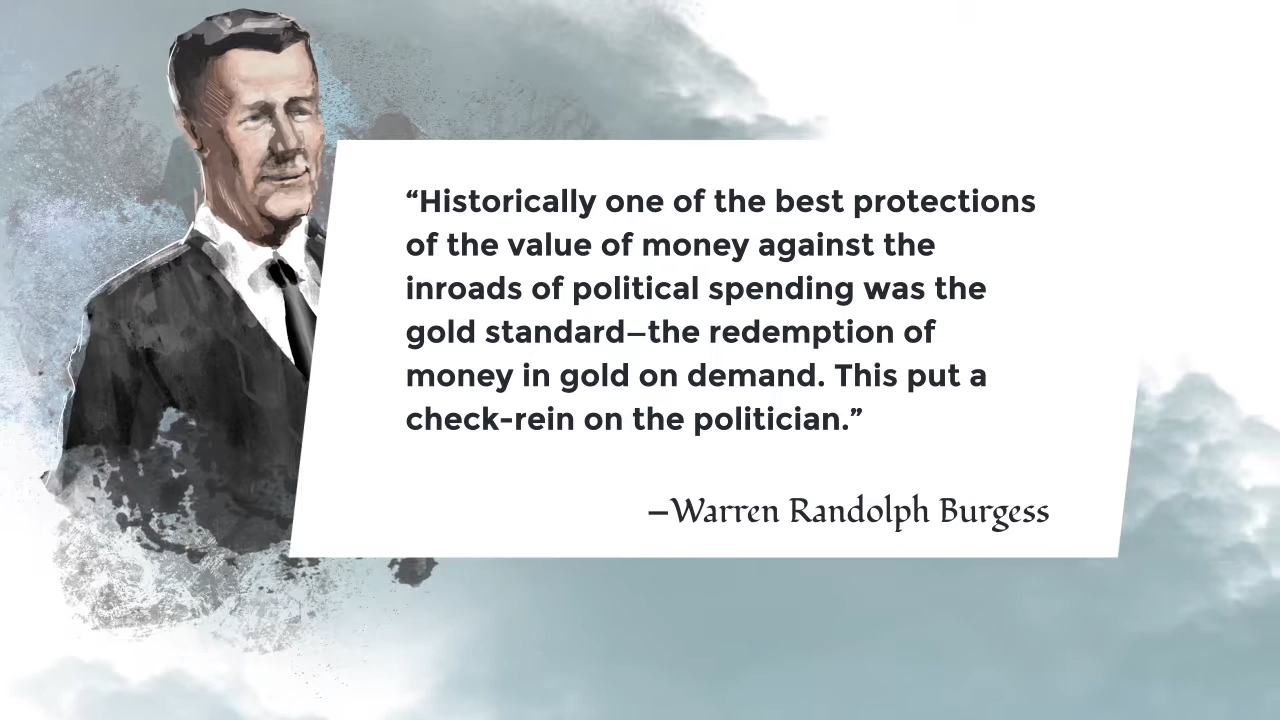 “Historically one of the best protections
of the value of money against the
inroads of political spending was the
gold standard—the redemption of
money in gold on demand. This put a
check-rein on the politician.”
—Warren Randolph Burgess